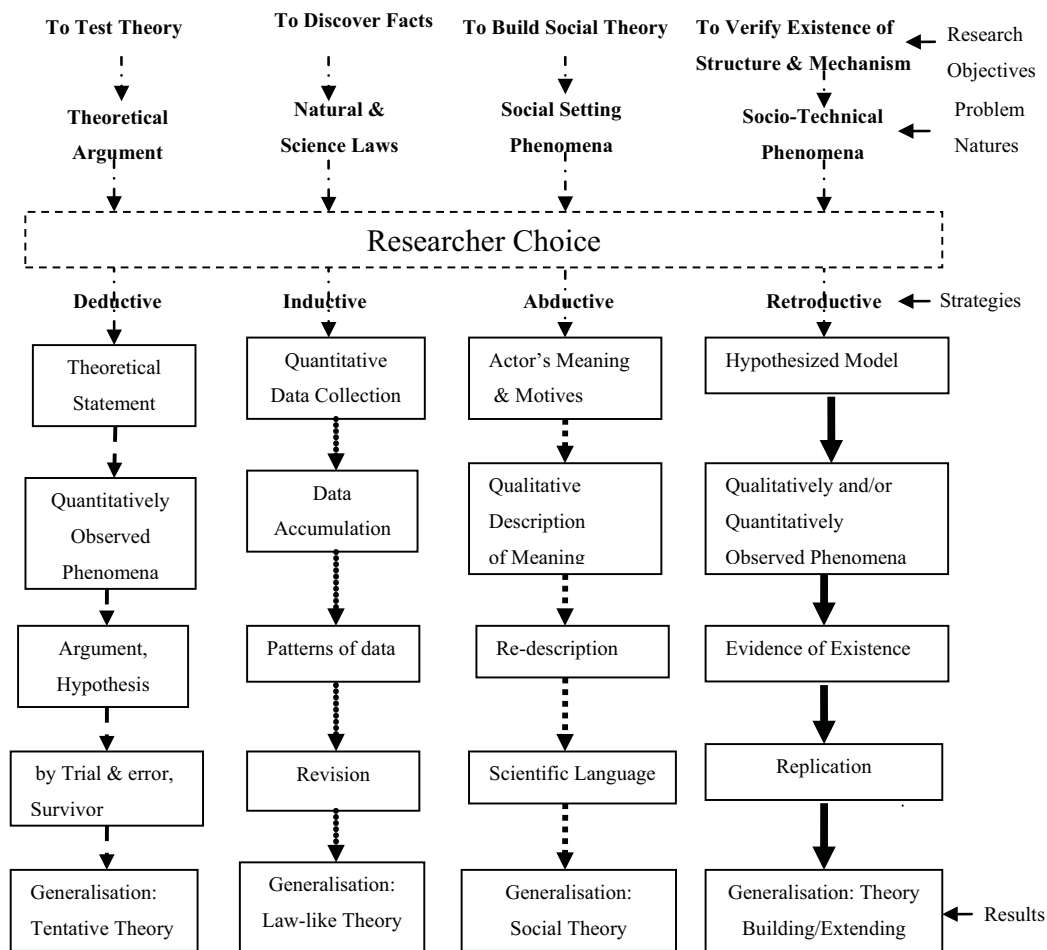 To Test Theory
To Discover Facts
To Build Social Theory
To Verify Existence of
Structure & Mechanism
Research
Objectives
Theoretical
Argument
Natural &
Science Laws
Social Setting
Phenomena
Socio-Technical
Phenomena
Problem
Natures
Researcher Choice
Deductive
Inductive
Abductive
Retroductive
Strategies
Theoretical
Statement
Quantitative
Data Collection
Actor's Meaning
& Motives
Hypothesized Model
Quantitatively
Observed
Phenomena
Data
Accumulation
Qualitative
Description
of Meaning
Qualitatively and/or
Quantitatively
Observed Phenomena
Argument,
Hypothesis
Patterns of data
Re-description
Evidence of Existence
by Trial & error,
Survivor
Revision
Scientific Language
Replication
Generalisation:
Tentative Theory
Generalisation:
Law-like Theory
Generalisation:
Social Theory
Generalisation: Theory
Building/Extending
Results